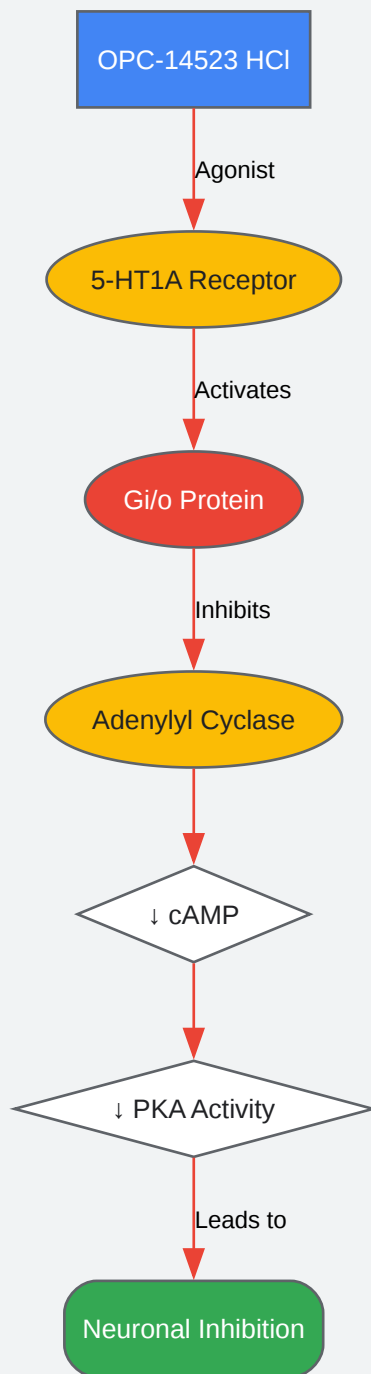 OPC-14523 HCl
Agonist
5-HT1A Receptor
Activates
Gi/o Protein
Inhibits
Adenylyl Cyclase
↓ cAMP
↓ PKA Activity
Leads to
Neuronal Inhibition